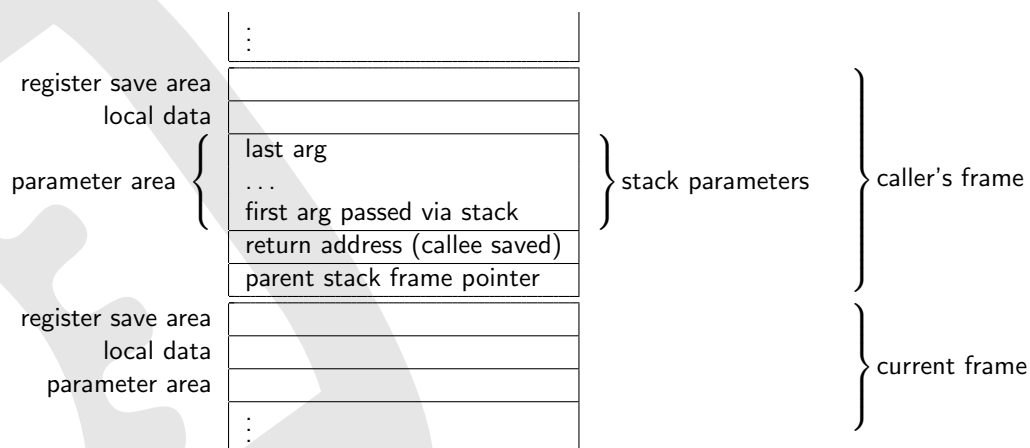 ⋮
register save area
local data
parameter area { last arg } stack parameters } caller's frame
. . .
first arg passed via stack
return address (callee saved)
parent stack frame pointer
register save area
local data
parameter area } current frame
⋮